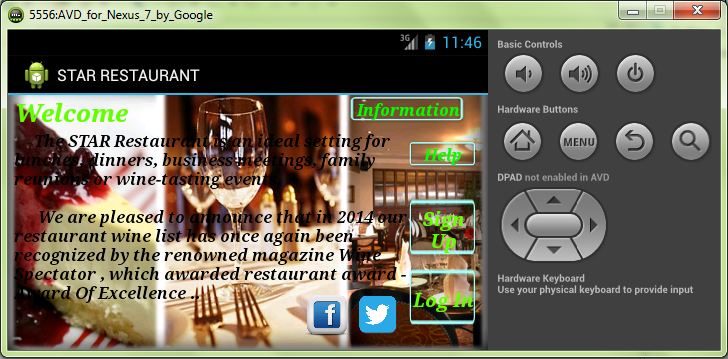 5556:AVD_for_Nexus_7_by_Google
3G 11:46
STAR RESTAURANT
Welcome
The STAR Restaurant is an ideal setting for
lunches, dinners, business meetings, family
reunions or wine-tasting events
We are pleased to announce that in 2014 our
restaurant wine list has once again been
recognized by the renowned magazine Wine
Spectator , which awarded restaurant award -
Award Of Excellence ..
Information
Help
Sign
Up
Log In
f
Basic Controls
Hardware Buttons
MENU
DPAD not enabled in AVD
Hardware Keyboard
Use your physical keyboard to provide input